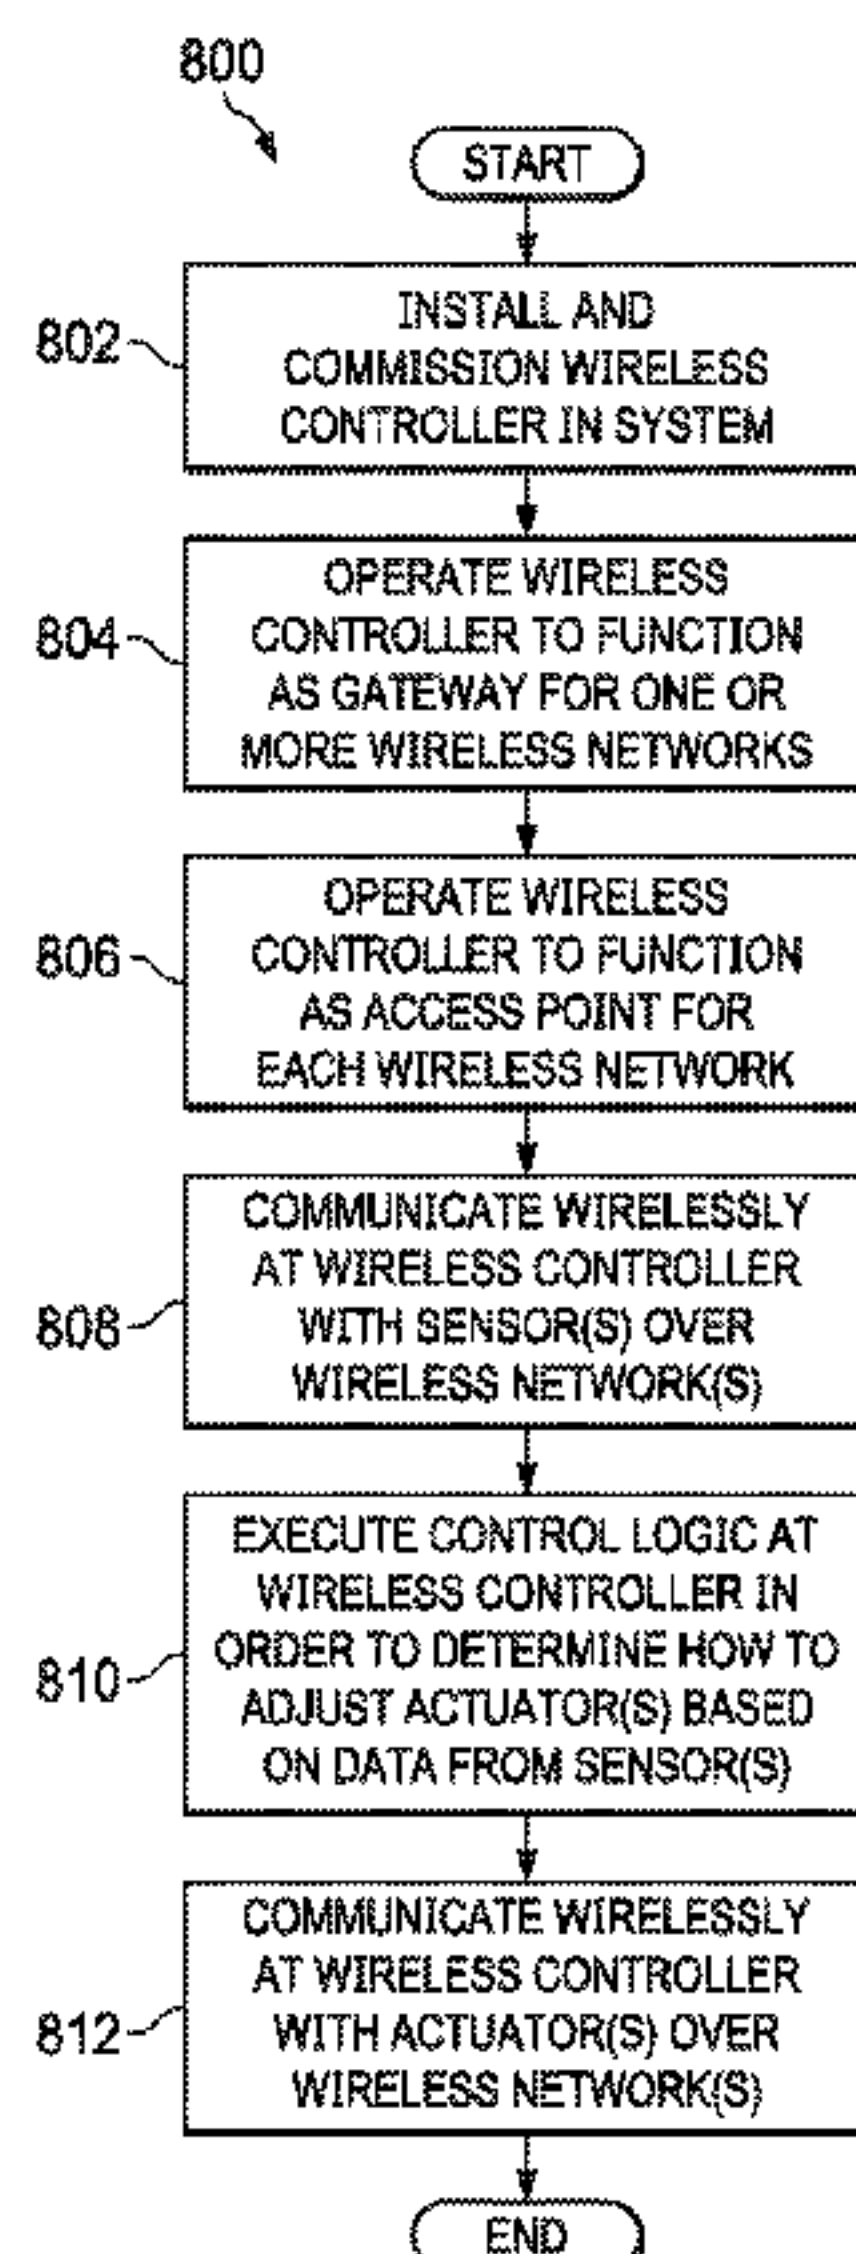 800
START
802
INSTALL AND
COMMISSION WIRELESS
CONTROLLER IN SYSTEM
804
OPERATE WIRELESS
CONTROLLER TO FUNCTION
AS GATEWAY FOR ONE OR
MORE WIRELESS NETWORKS
806
OPERATE WIRELESS
CONTROLLER TO FUNCTION
AS ACCESS POINT FOR
EACH WIRELESS NETWORK
808
COMMUNICATE WIRELESSLY
AT WIRELESS CONTROLLER
WITH SENSOR(S) OVER
WIRELESS NETWORK(S)
810
EXECUTE CONTROL LOGIC AT
WIRELESS CONTROLLER IN
ORDER TO DETERMINE HOW TO
ADJUST ACTUATOR(S) BASED
ON DATA FROM SENSOR(S)
812
COMMUNICATE WIRELESSLY
AT WIRELESS CONTROLLER
WITH ACTUATOR(S) OVER
WIRELESS NETWORK(S)
END